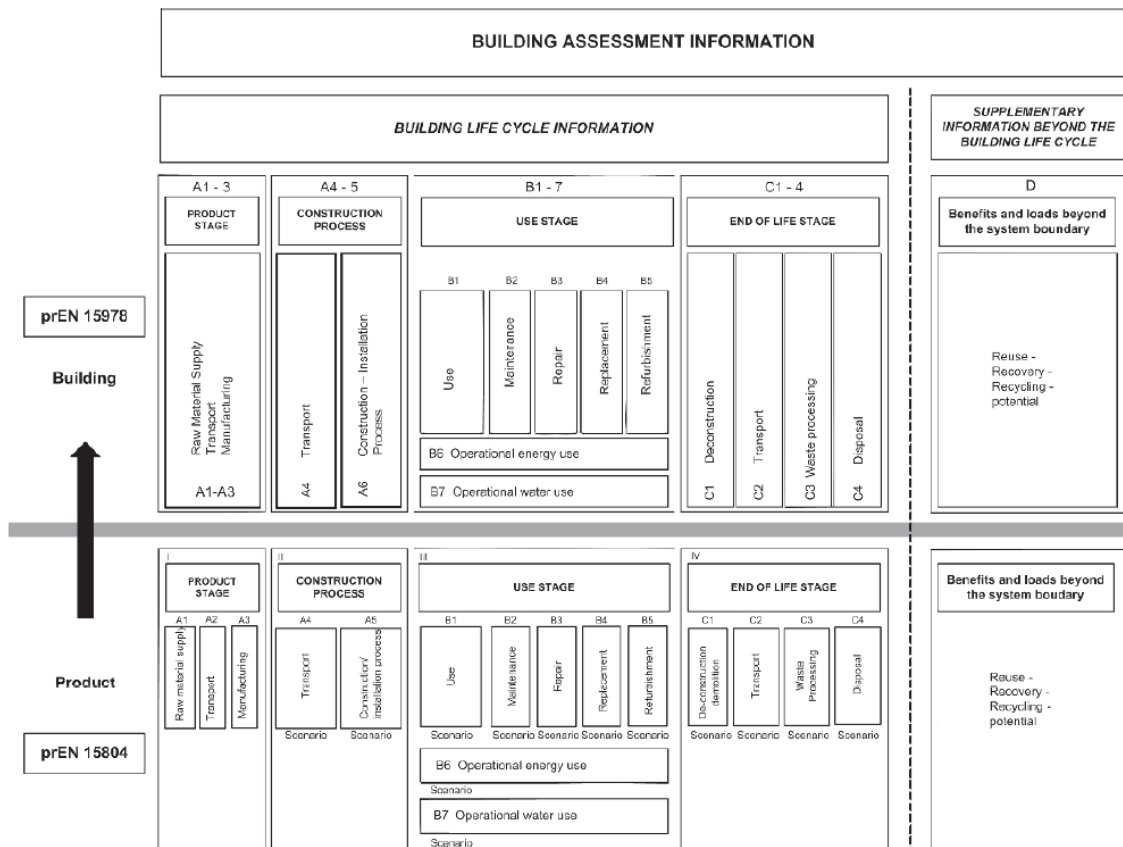 BUILDING ASSESSMENT INFORMATION
BUILDING LIFE CYCLE INFORMATION
SUPPLEMENTARY
INFORMATION BEYOND THE
BUILDING LIFE CYCLE
A1 - 3
A4 - 5
B1 - 7
C1 - 4
D
PRODUCT
STAGE
CONSTRUCTION
PROCESS
USE STAGE
END OF LIFE STAGE
Benefits and loads beyond
the system boundary
prEN 15978
Building
Raw Material Supply
Transport
Manufacturing
A1-A3
A4 Transport
A6 Construction – Installation
Process
B1
B2
B3
B4
B5
Use
Maintenance
Repair
Replacement
Refurbishment
B6 Operational energy use
B7 Operational water use
C1 Deconstruction
C2 Transport
C3 Waste processing
C4 Disposal
Reuse -
Recovery -
Recycling -
potential
Product
prEN 15804
I
II
III
IV
PRODUCT
STAGE
CONSTRUCTION
PROCESS
USE STAGE
END OF LIFE STAGE
Benefits and loads beyond
the system boudary
A1
A2
A3
A4
A5
B1
B2
B3
B4
B5
C1
C2
C3
C4
Raw material supply
Transport
Manufacturing
Transport
Construction/
installation process
Use
Maintenance
Repair
Replacement
Refurbishment
De-construction
demolition
Transport
Waste
Processing
Disposal
Scenario
Scenario
Scenario
Scenario
Scenario
Scenario
Scenario
Scenario
Scenario
Scenario
Scenario
B6 Operational energy use
Scenario
B7 Operational water use
Scenario
Reuse -
Recovery -
Recycling -
potential